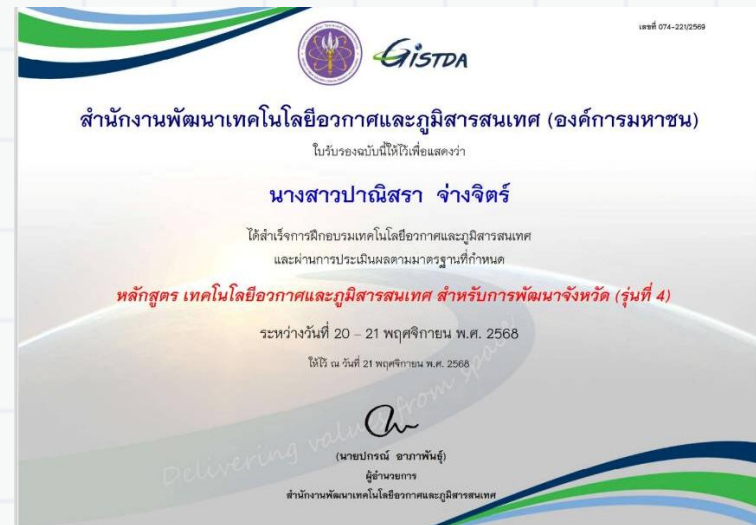 เลขที่ 074-221/2569
GISTDA
สำนักงานพัฒนาเทคโนโลยีอวกาศและภูมิสารสนเทศ (องค์การมหาชน)
ใบรับรองฉบับนี้ให้ไว้เพื่อแสดงว่า
นางสาวปาณิสรา จ่างจิตร์
ได้สำเร็จการฝึกอบรมเทคโนโลยีอวกาศและภูมิสารสนเทศ
และผ่านการประเมินผลตามมาตรฐานที่กำหนด
หลักสูตร เทคโนโลยีอวกาศและภูมิสารสนเทศ สำหรับการพัฒนาจังหวัด (รุ่นที่ 4)
ระหว่างวันที่ 20 - 21 พฤศจิกายน พ.ศ. 2568
ให้ไว้ ณ วันที่ 21 พฤศจิกายน พ.ศ. 2568
Delivering values from space
(นายปกรณ์ อาภาพันธุ์)
ผู้อำนวยการ
สำนักงานพัฒนาเทคโนโลยีอวกาศและภูมิสารสนเทศ